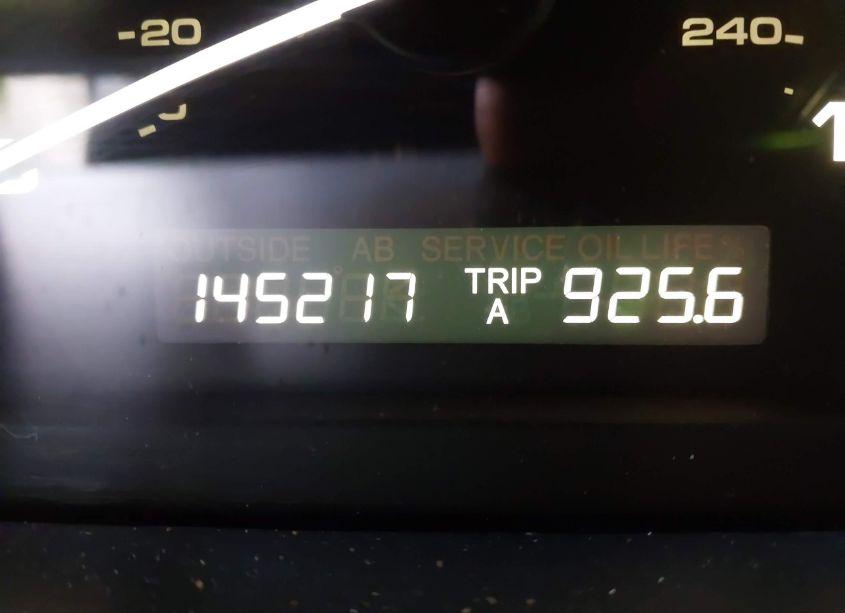 -20
240-
OUTSIDE AB SERVICE OIL LIFE %
145217 TRIP A 925.6